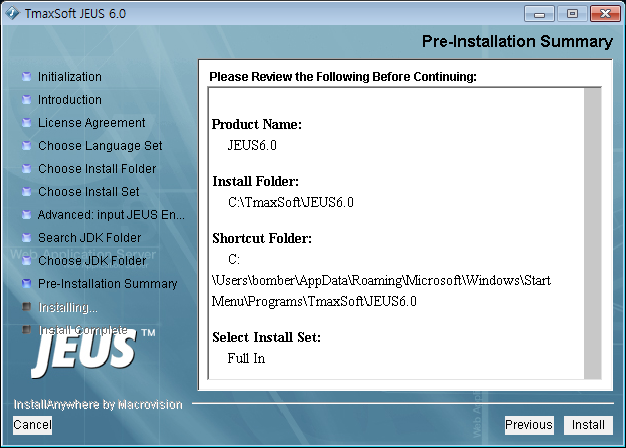 TmaxSoft JEUS 6.0
Pre-Installation Summary
Initialization
Introduction
License Agreement
Choose Language Set
Choose Install Folder
Choose Install Set
Advanced: input JEUS En...
Search JDK Folder
Web Application Server
Choose JDK Folder
Pre-Installation Summary
Installing...
Install Complete
JEUS™
Please Review the Following Before Continuing:
Product Name:
JEUS6.0
Install Folder:
C:\TmaxSoft\JEUS6.0
Shortcut Folder:
C:
\Users\bomber\AppData\Roaming\Microsoft\Windows\Start
Menu\Programs\TmaxSoft\JEUS6.0
Select Install Set:
Full In
InstallAnywhere by Macrovision
Cancel
Previous
Install